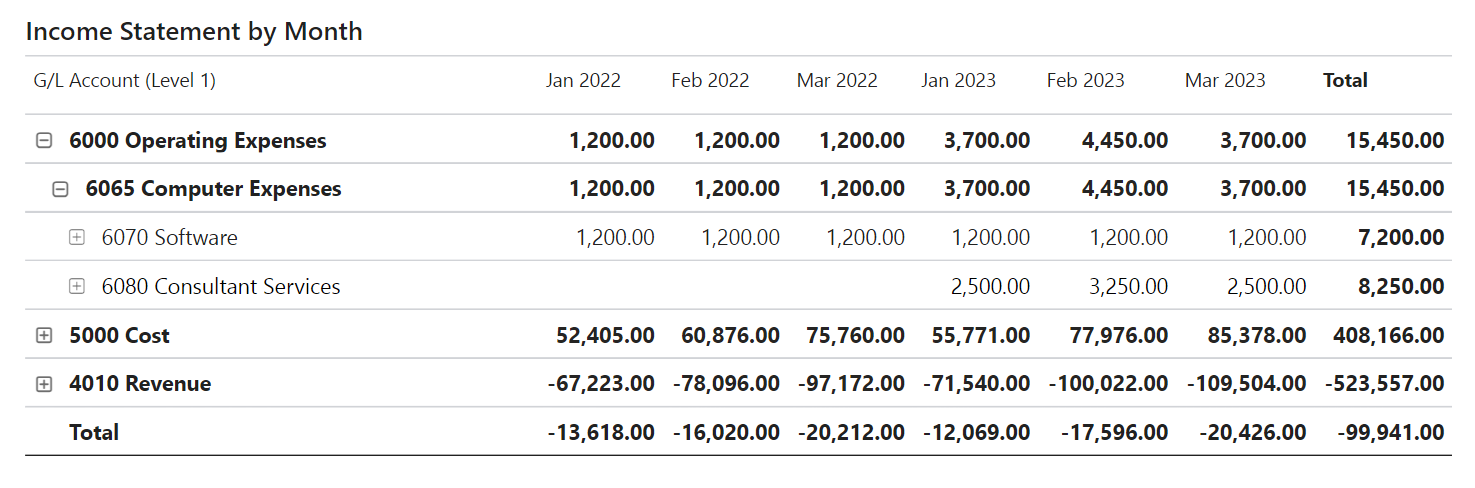 Income Statement by Month
G/L Account (Level 1) Jan 2022 Feb 2022 Mar 2022 Jan 2023 Feb 2023 Mar 2023 Total
6000 Operating Expenses 1,200.00 1,200.00 1,200.00 3,700.00 4,450.00 3,700.00 15,450.00
6065 Computer Expenses 1,200.00 1,200.00 1,200.00 3,700.00 4,450.00 3,700.00 15,450.00
6070 Software 1,200.00 1,200.00 1,200.00 1,200.00 1,200.00 1,200.00 7,200.00
6080 Consultant Services 2,500.00 3,250.00 2,500.00 8,250.00
5000 Cost 52,405.00 60,876.00 75,760.00 55,771.00 77,976.00 85,378.00 408,166.00
4010 Revenue -67,223.00 -78,096.00 -97,172.00 -71,540.00 -100,022.00 -109,504.00 -523,557.00
Total -13,618.00 -16,020.00 -20,212.00 -12,069.00 -17,596.00 -20,426.00 -99,941.00